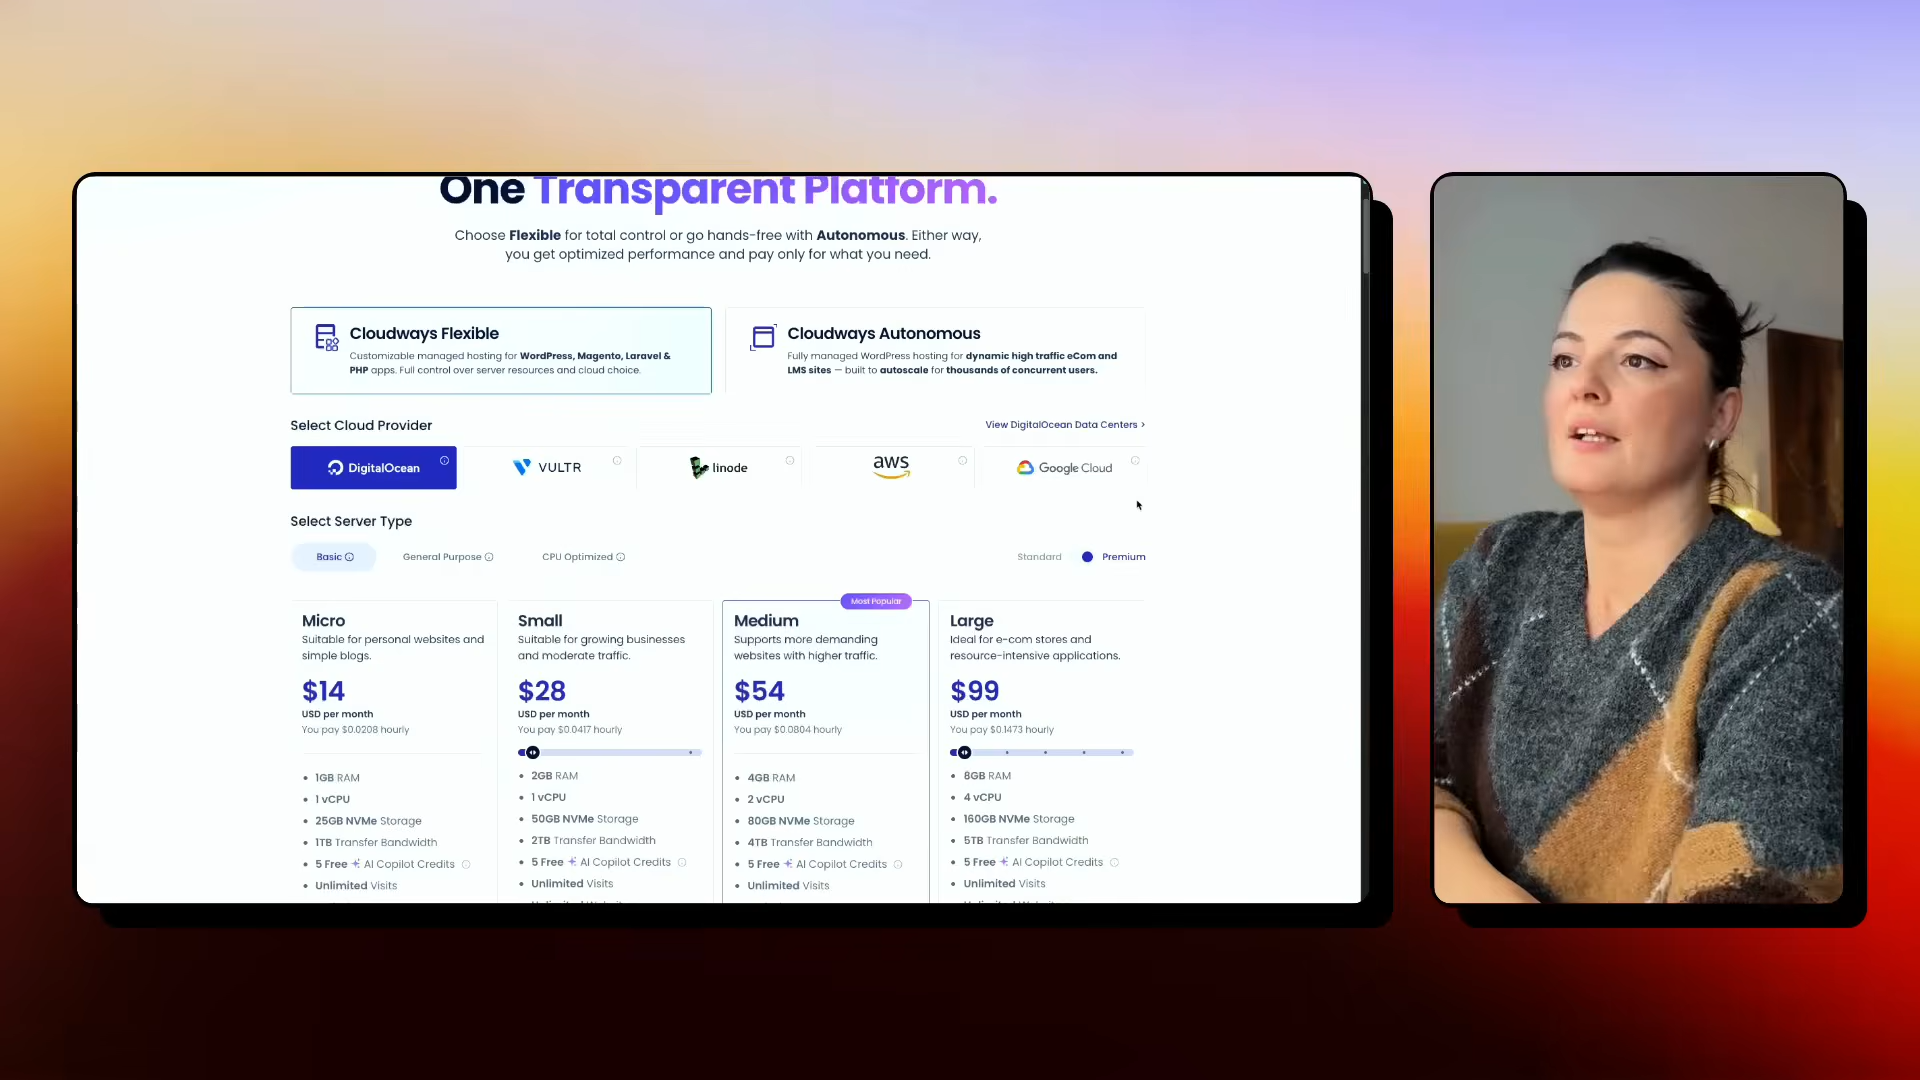 One Transparent Platform.
Choose Flexible for total control or go hands-free with Autonomous. Either way,
you get optimized performance and pay only for what you need.
Cloudways Flexible
Customizable managed hosting for WordPress, Magento, Laravel &
PHP apps. Full control over server resources and cloud choice.
Cloudways Autonomous
Fully managed WordPress hosting for dynamic high traffic eCom and
LMS sites — built to autoscale for thousands of concurrent users.
Select Cloud Provider
View DigitalOcean Data Centers >
DigitalOcean
VULTR
linode
aws
Google Cloud
Select Server Type
Basic
General Purpose
CPU Optimized
Standard
Premium
Micro
Suitable for personal websites and
simple blogs.
$14
USD per month
You pay $0.0208 hourly
1GB RAM
1 vCPU
25GB NVMe Storage
1TB Transfer Bandwidth
5 Free AI Copilot Credits
Unlimited Visits
Small
Suitable for growing businesses
and moderate traffic.
$28
USD per month
You pay $0.0417 hourly
2GB RAM
1 vCPU
50GB NVMe Storage
2TB Transfer Bandwidth
5 Free AI Copilot Credits
Unlimited Visits
Most Popular
Medium
Supports more demanding
websites with higher traffic.
$54
USD per month
You pay $0.0804 hourly
4GB RAM
2 vCPU
80GB NVMe Storage
4TB Transfer Bandwidth
5 Free AI Copilot Credits
Unlimited Visits
Large
Ideal for e-com stores and
resource-intensive applications.
$99
USD per month
You pay $0.1473 hourly
8GB RAM
4 vCPU
160GB NVMe Storage
5TB Transfer Bandwidth
5 Free AI Copilot Credits
Unlimited Visits